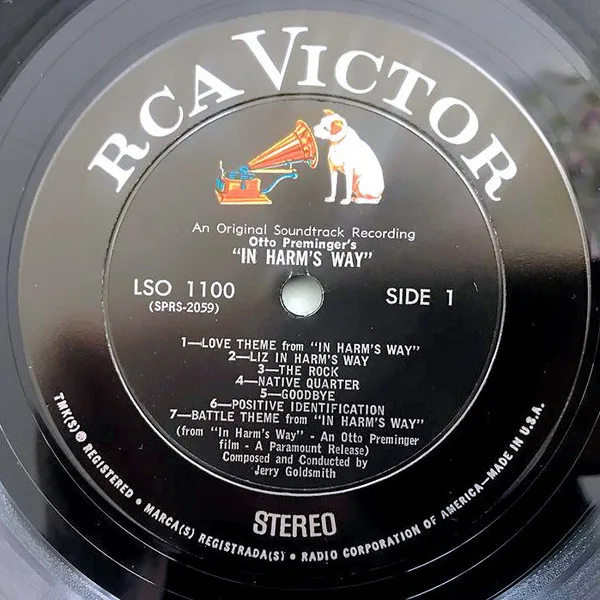 RCA VICTOR
An Original Soundtrack Recording
Otto Preminger's
"IN HARM'S WAY"
LSO 1100
(SPRS-2059)
SIDE 1
1—LOVE THEME from "IN HARM'S WAY"
2—LIZ IN HARM'S WAY
3—THE ROCK
4—NATIVE QUARTER
5—GOODBYE
6—POSITIVE IDENTIFICATION
7—BATTLE THEME from "IN HARM'S WAY"
(from "In Harm's Way" - An Otto Preminger
film - A Paramount Release)
Composed and Conducted by
Jerry Goldsmith
STEREO
TMK(S) ® REGISTERED • MARCA(S) REGISTRADA(S) • RADIO CORPORATION OF AMERICA—MADE IN U.S.A.